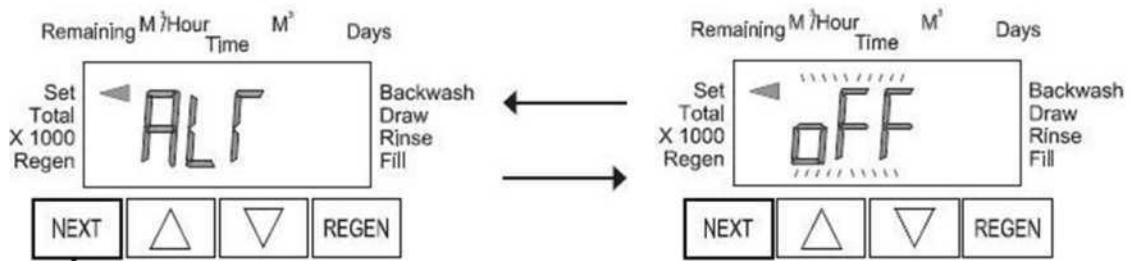 Remaining M³/Hour Time M³ Days
Set ALT Backwash
Total Draw
X 1000 Rinse
Regen Fill
NEXT REGEN
Remaining M³/Hour Time M³ Days
Set oFF Backwash
Total Draw
X 1000 Rinse
Regen Fill
NEXT REGEN